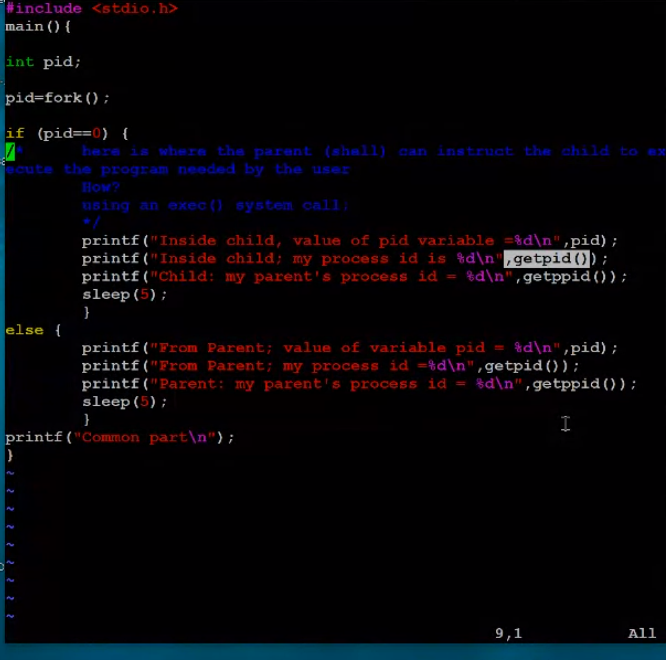 #include <stdio.h>
main(){
int pid;
pid=fork();
if (pid==0) {
/*      here is where the parent (shell) can instruct the child to ex
ecute the program needed by the user
        How?
        using an exec() system call;
        */
        printf("Inside child, value of pid variable =%d\n",pid);
        printf("Inside child; my process id is %d\n",getpid());
        printf("Child: my parent's process id = %d\n",getppid());
        sleep(5);
        }
else {
        printf("From Parent; value of variable pid = %d\n",pid);
        printf("From Parent; my process id =%d\n",getpid());
        printf("Parent: my parent's process id = %d\n",getppid());
        sleep(5);
        }
printf("Common part\n");
}
~
~
~
~
~
~
~
~
~
9,1 All